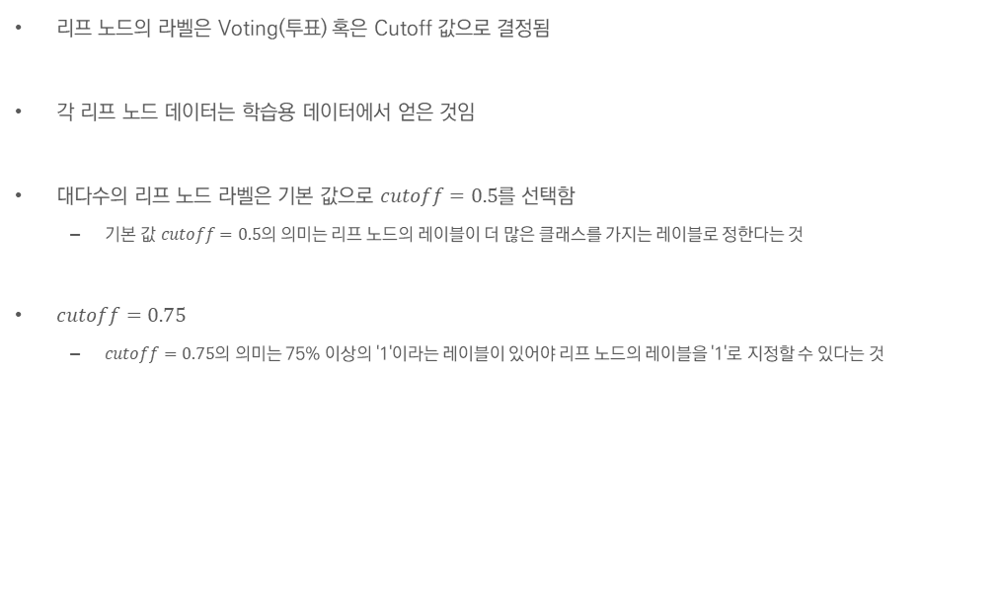 • 리프 노드의 라벨은 Voting(투표) 혹은 Cutoff 값으로 결정됨
• 각 리프 노드 데이터는 학습용 데이터에서 얻은 것임
• 대다수의 리프 노드 라벨은 기본 값으로 cutoff = 0.5를 선택함
– 기본 값 cutoff = 0.5의 의미는 리프 노드의 레이블이 더 많은 클래스를 가지는 레이블로 정한다는 것
• cutoff = 0.75
– cutoff = 0.75의 의미는 75% 이상의 '1'이라는 레이블이 있어야 리프 노드의 레이블을 '1'로 지정할 수 있다는 것